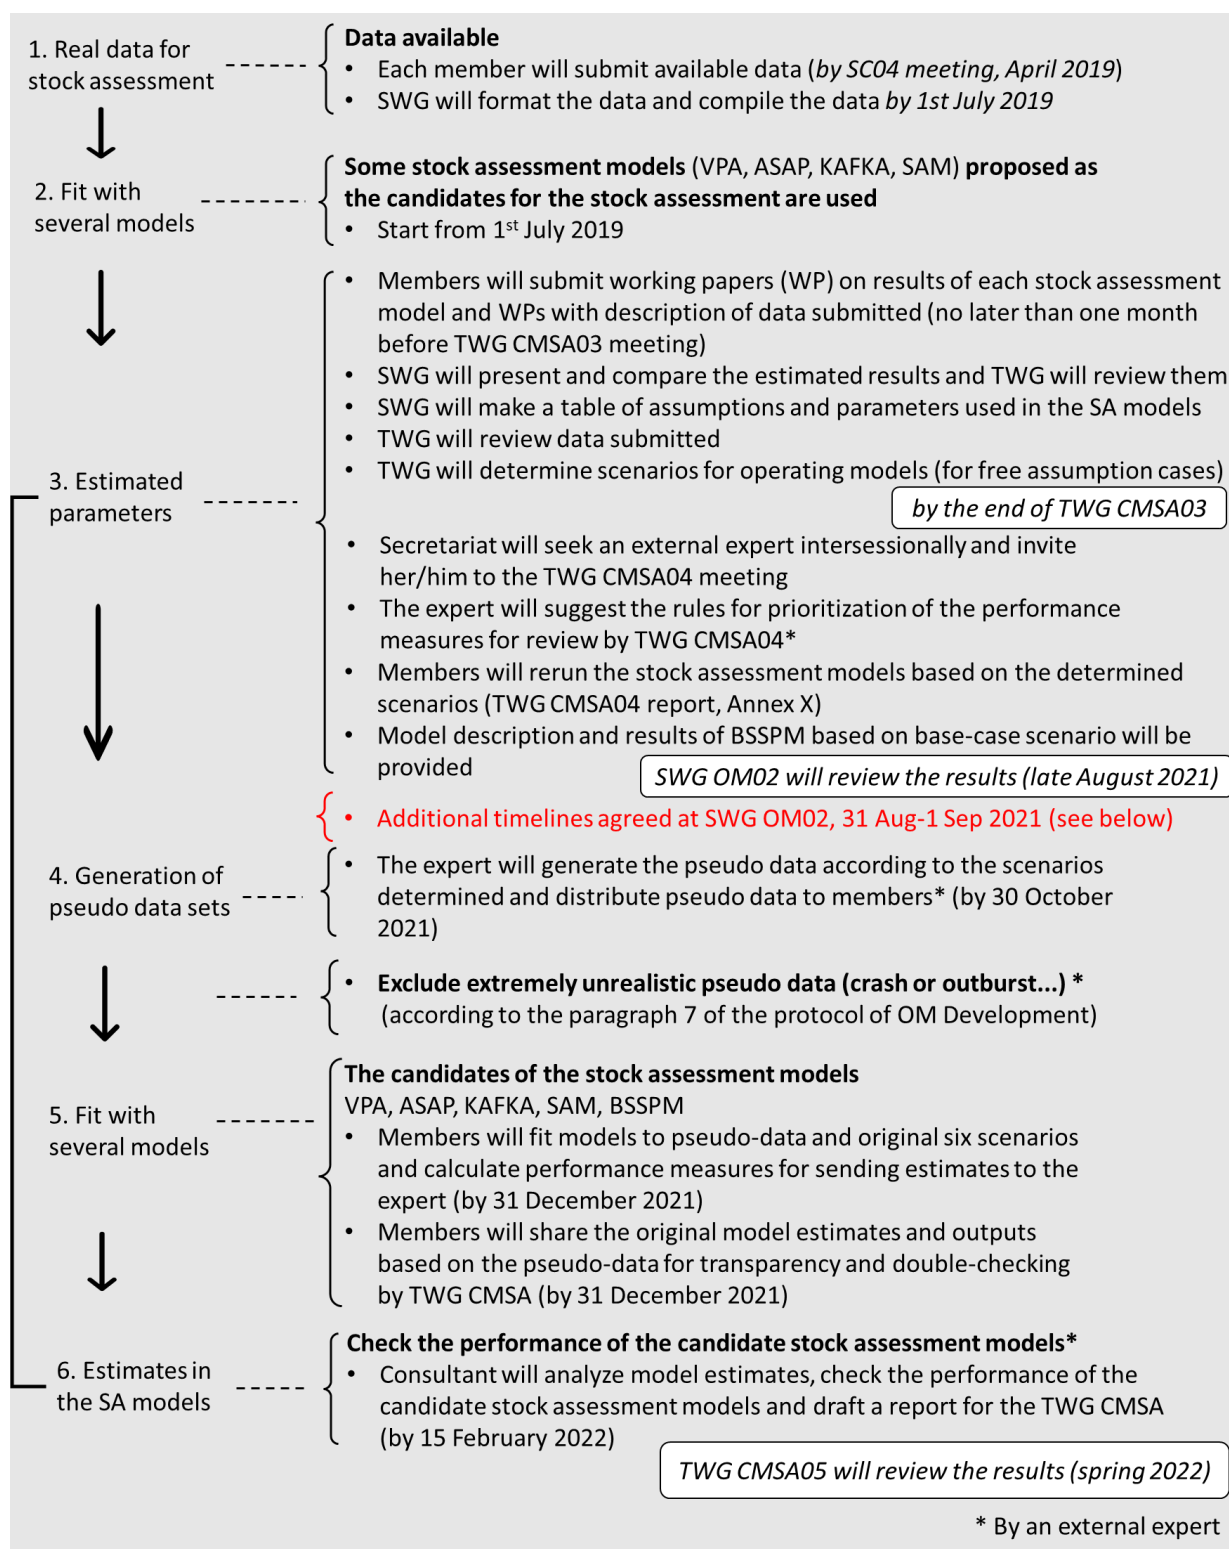 1. Real data for
stock assessment
Data available
• Each member will submit available data (by SC04 meeting, April 2019)
• SWG will format the data and compile the data by 1st July 2019
2. Fit with
several models
Some stock assessment models (VPA, ASAP, KAFKA, SAM) proposed as
the candidates for the stock assessment are used
• Start from 1st July 2019
3. Estimated
parameters
• Members will submit working papers (WP) on results of each stock assessment
model and WPs with description of data submitted (no later than one month
before TWG CMSA03 meeting)
• SWG will present and compare the estimated results and TWG will review them
• SWG will make a table of assumptions and parameters used in the SA models
• TWG will review data submitted
• TWG will determine scenarios for operating models (for free assumption cases)
by the end of TWG CMSA03
• Secretariat will seek an external expert intersessionally and invite
her/him to the TWG CMSA04 meeting
• The expert will suggest the rules for prioritization of the performance
measures for review by TWG CMSA04*
• Members will rerun the stock assessment models based on the determined
scenarios (TWG CMSA04 report, Annex X)
• Model description and results of BSSPM based on base-case scenario will be
provided
SWG OM02 will review the results (late August 2021)
• Additional timelines agreed at SWG OM02, 31 Aug-1 Sep 2021 (see below)
4. Generation of
pseudo data sets
• The expert will generate the pseudo data according to the scenarios
determined and distribute pseudo data to members* (by 30 October
2021)
• Exclude extremely unrealistic pseudo data (crash or outburst...) *
(according to the paragraph 7 of the protocol of OM Development)
5. Fit with
several models
The candidates of the stock assessment models
VPA, ASAP, KAFKA, SAM, BSSPM
• Members will fit models to pseudo-data and original six scenarios
and calculate performance measures for sending estimates to the
expert (by 31 December 2021)
• Members will share the original model estimates and outputs
based on the pseudo-data for transparency and double-checking
by TWG CMSA (by 31 December 2021)
6. Estimates in
the SA models
Check the performance of the candidate stock assessment models*
• Consultant will analyze model estimates, check the performance of the
candidate stock assessment models and draft a report for the TWG CMSA
(by 15 February 2022)
TWG CMSA05 will review the results (spring 2022)
* By an external expert